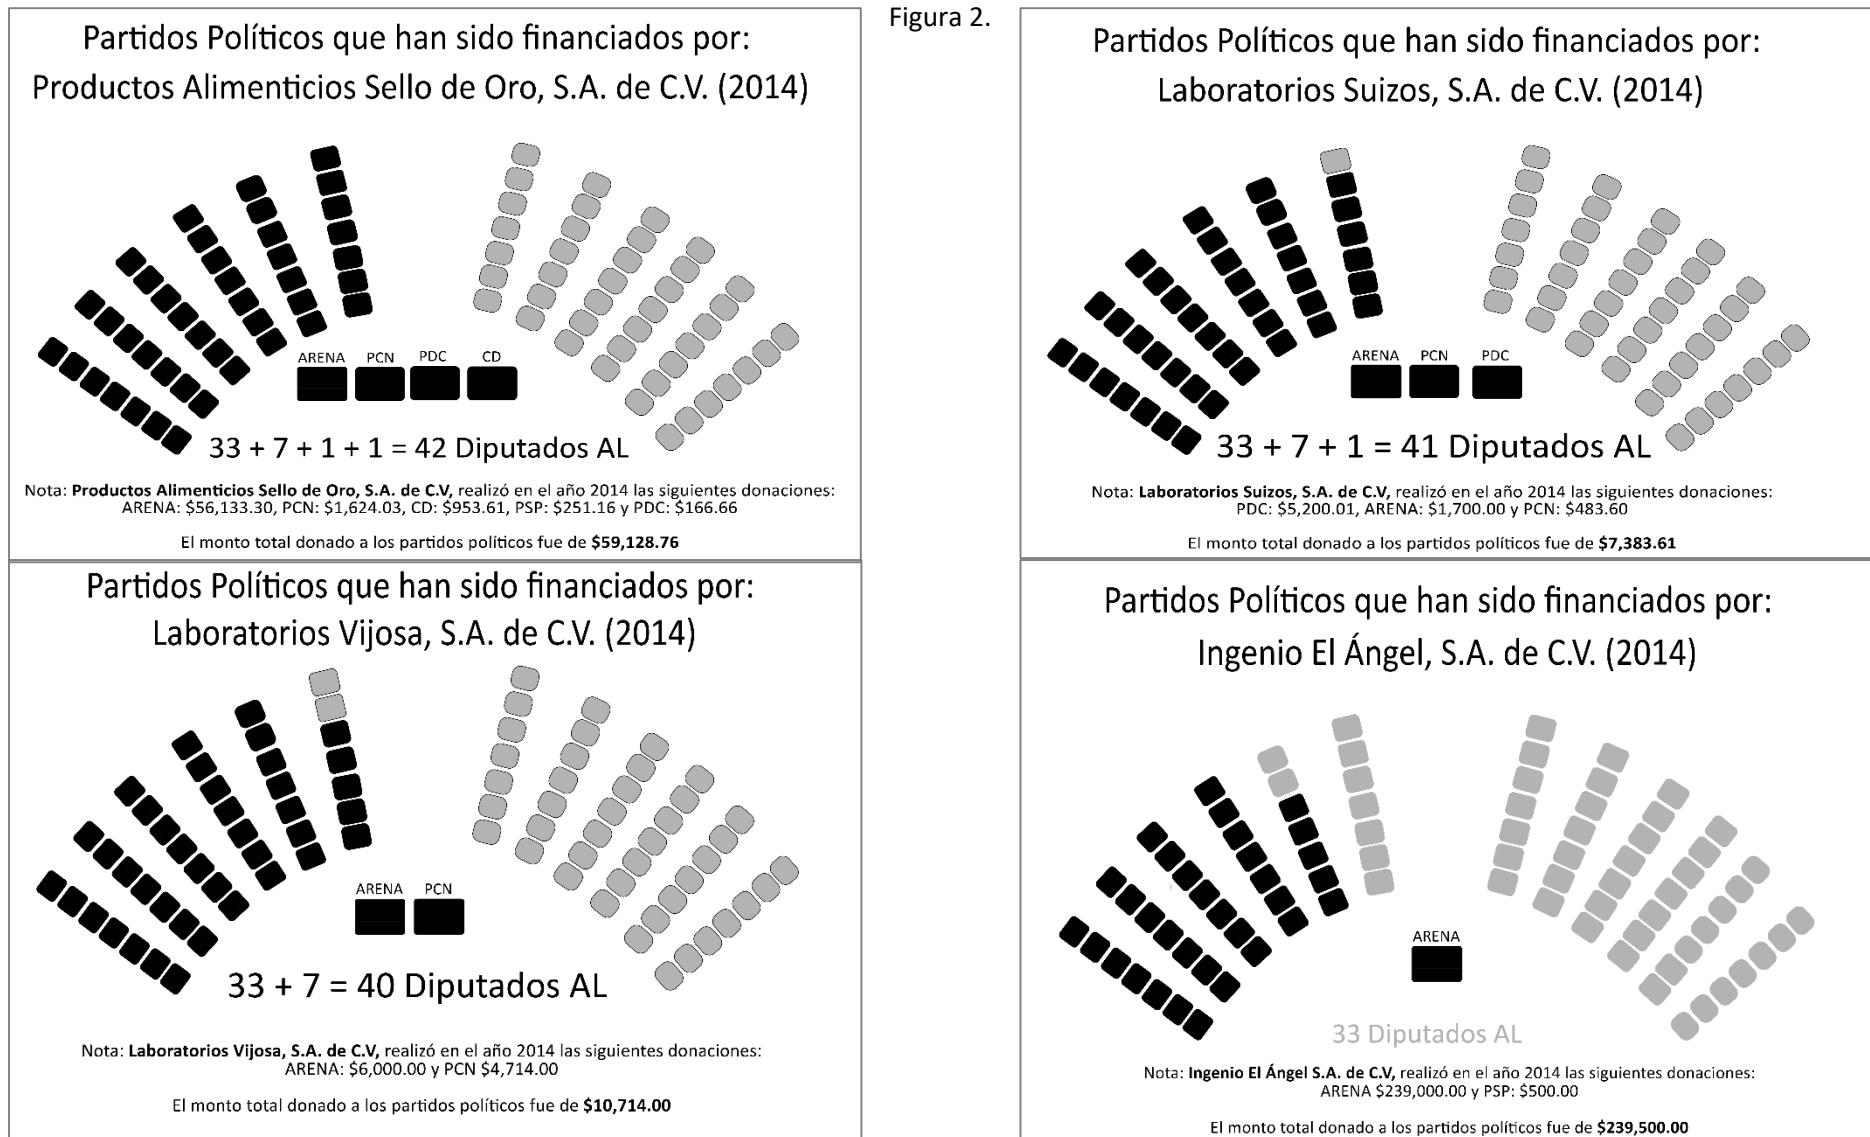 Figura 2.
Partidos Políticos que han sido financiados por:
Productos Alimenticios Sello de Oro, S.A. de C.V. (2014)
ARENA PCN PDC CD
33 + 7 + 1 + 1 = 42 Diputados AL
Nota: Productos Alimenticios Sello de Oro, S.A. de C.V, realizó en el año 2014 las siguientes donaciones:
ARENA: $56,133.30, PCN: $1,624.03, CD: $953.61, PSP: $251.16 y PDC: $166.66
El monto total donado a los partidos políticos fue de $59,128.76
Partidos Políticos que han sido financiados por:
Laboratorios Suizos, S.A. de C.V. (2014)
ARENA PCN PDC
33 + 7 + 1 = 41 Diputados AL
Nota: Laboratorios Suizos, S.A. de C.V, realizó en el año 2014 las siguientes donaciones:
PDC: $5,200.01, ARENA: $1,700.00 y PCN: $483.60
El monto total donado a los partidos políticos fue de $7,383.61
Partidos Políticos que han sido financiados por:
Laboratorios Vijosa, S.A. de C.V. (2014)
ARENA PCN
33 + 7 = 40 Diputados AL
Nota: Laboratorios Vijosa, S.A. de C.V, realizó en el año 2014 las siguientes donaciones:
ARENA: $6,000.00 y PCN $4,714.00
El monto total donado a los partidos políticos fue de $10,714.00
Partidos Políticos que han sido financiados por:
Ingenio El Ángel, S.A. de C.V. (2014)
ARENA
33 Diputados AL
Nota: Ingenio El Ángel S.A. de C.V, realizó en el año 2014 las siguientes donaciones:
ARENA $239,000.00 y PSP: $500.00
El monto total donado a los partidos políticos fue de $239,500.00